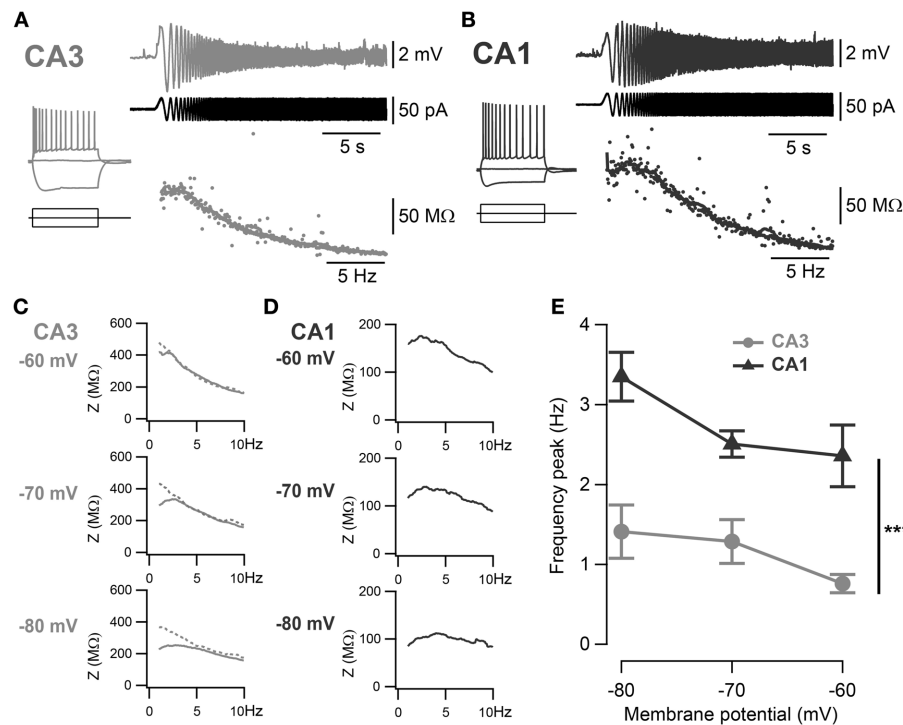 A
CA3
2 mV
50 pA
5 s
50 MΩ
5 Hz
B
CA1
2 mV
50 pA
5 s
50 MΩ
5 Hz
C
CA3
-60 mV
Z (MΩ)
600
400
200
0
0
5
10Hz
-70 mV
Z (MΩ)
600
400
200
0
0
5
10Hz
-80 mV
Z (MΩ)
600
400
200
0
0
5
10Hz
D
CA1
-60 mV
Z (MΩ)
200
100
0
0
5
10Hz
-70 mV
Z (MΩ)
200
100
0
0
5
10Hz
-80 mV
Z (MΩ)
200
100
0
0
5
10Hz
E
CA3
CA1
Frequency peak (Hz)
4
3
2
1
0
-80
-70
-60
Membrane potential (mV)